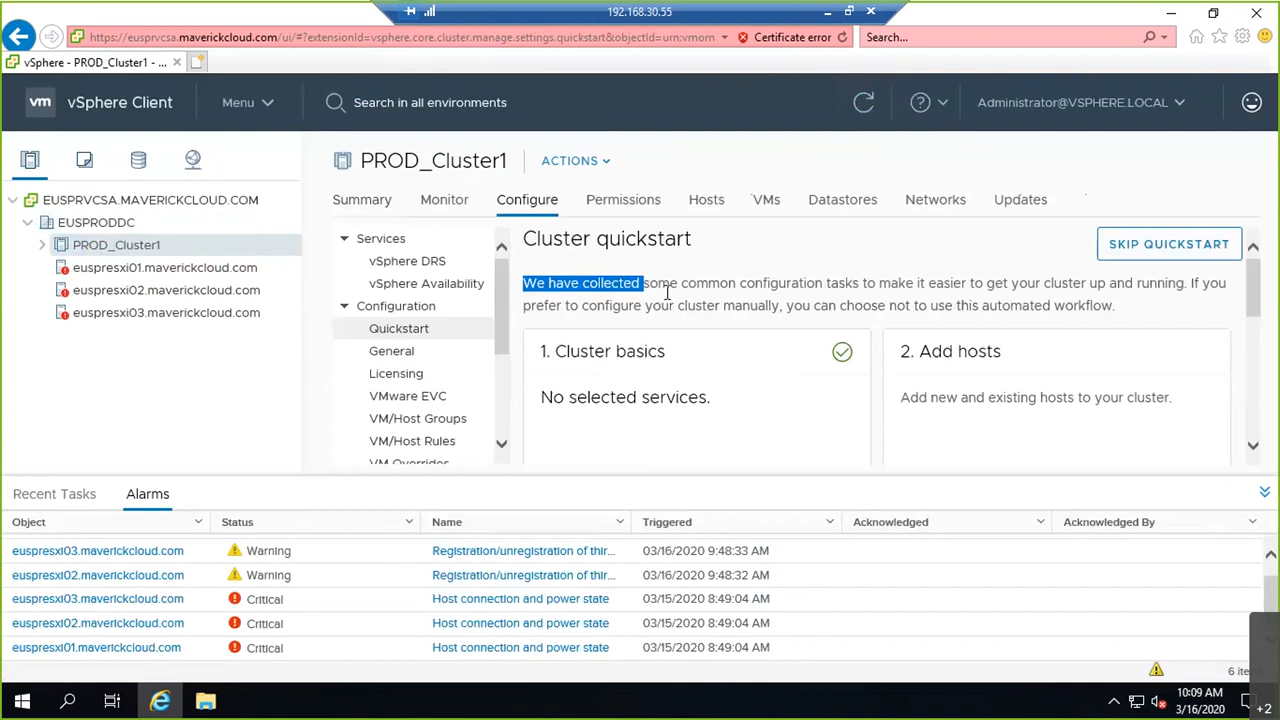 192.168.30.55
https://eusprvcsa.maverickcloud.com/ui/#?extensionId=vsphere.core.cluster.manage.settings.quickstart&objectId=urn:vmom
Certificate error
Search...
vSphere - PROD_Cluster1 - ...
vm vSphere Client
Menu
Search in all environments
Administrator@VSPHERE.LOCAL
EUSPRVCSA.MAVERICKCLOUD.COM
EUSPRODDC
PROD_Cluster1
euspresxi01.maverickcloud.com
euspresxi02.maverickcloud.com
euspresxi03.maverickcloud.com
PROD_Cluster1
ACTIONS
Summary Monitor Configure Permissions Hosts VMs Datastores Networks Updates
Services
vSphere DRS
vSphere Availability
Configuration
Quickstart
General
Licensing
VMware EVC
VM/Host Groups
VM/Host Rules
VM Overrides
Cluster quickstart
SKIP QUICKSTART
We have collected some common configuration tasks to make it easier to get your cluster up and running. If you
prefer to configure your cluster manually, you can choose not to use this automated workflow.
1. Cluster basics
No selected services.
2. Add hosts
Add new and existing hosts to your cluster.
Recent Tasks Alarms
Object Status Name Triggered Acknowledged Acknowledged By
euspresxi03.maverickcloud.com Warning Registration/unregistration of thir... 03/16/2020 9:48:33 AM
euspresxi02.maverickcloud.com Warning Registration/unregistration of thir... 03/16/2020 9:48:32 AM
euspresxi03.maverickcloud.com Critical Host connection and power state 03/15/2020 8:49:04 AM
euspresxi02.maverickcloud.com Critical Host connection and power state 03/15/2020 8:49:04 AM
euspresxi01.maverickcloud.com Critical Host connection and power state 03/15/2020 8:49:04 AM
6 ite
10:09 AM
3/16/2020
+2